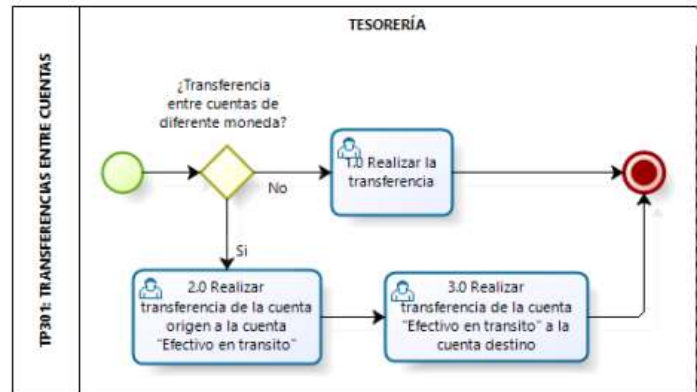 TESORERÍA
TP301: TRANSFERENCIAS ENTRE CUENTAS
¿Transferencia
entre cuentas de
diferente moneda?
No
1.0 Realizar la
transferencia
Si
2.0 Realizar
transferencia de la cuenta
origen a la cuenta
"Efectivo en transito"
3.0 Realizar
transferencia de la cuenta
"Efectivo en transito" a la
cuenta destino